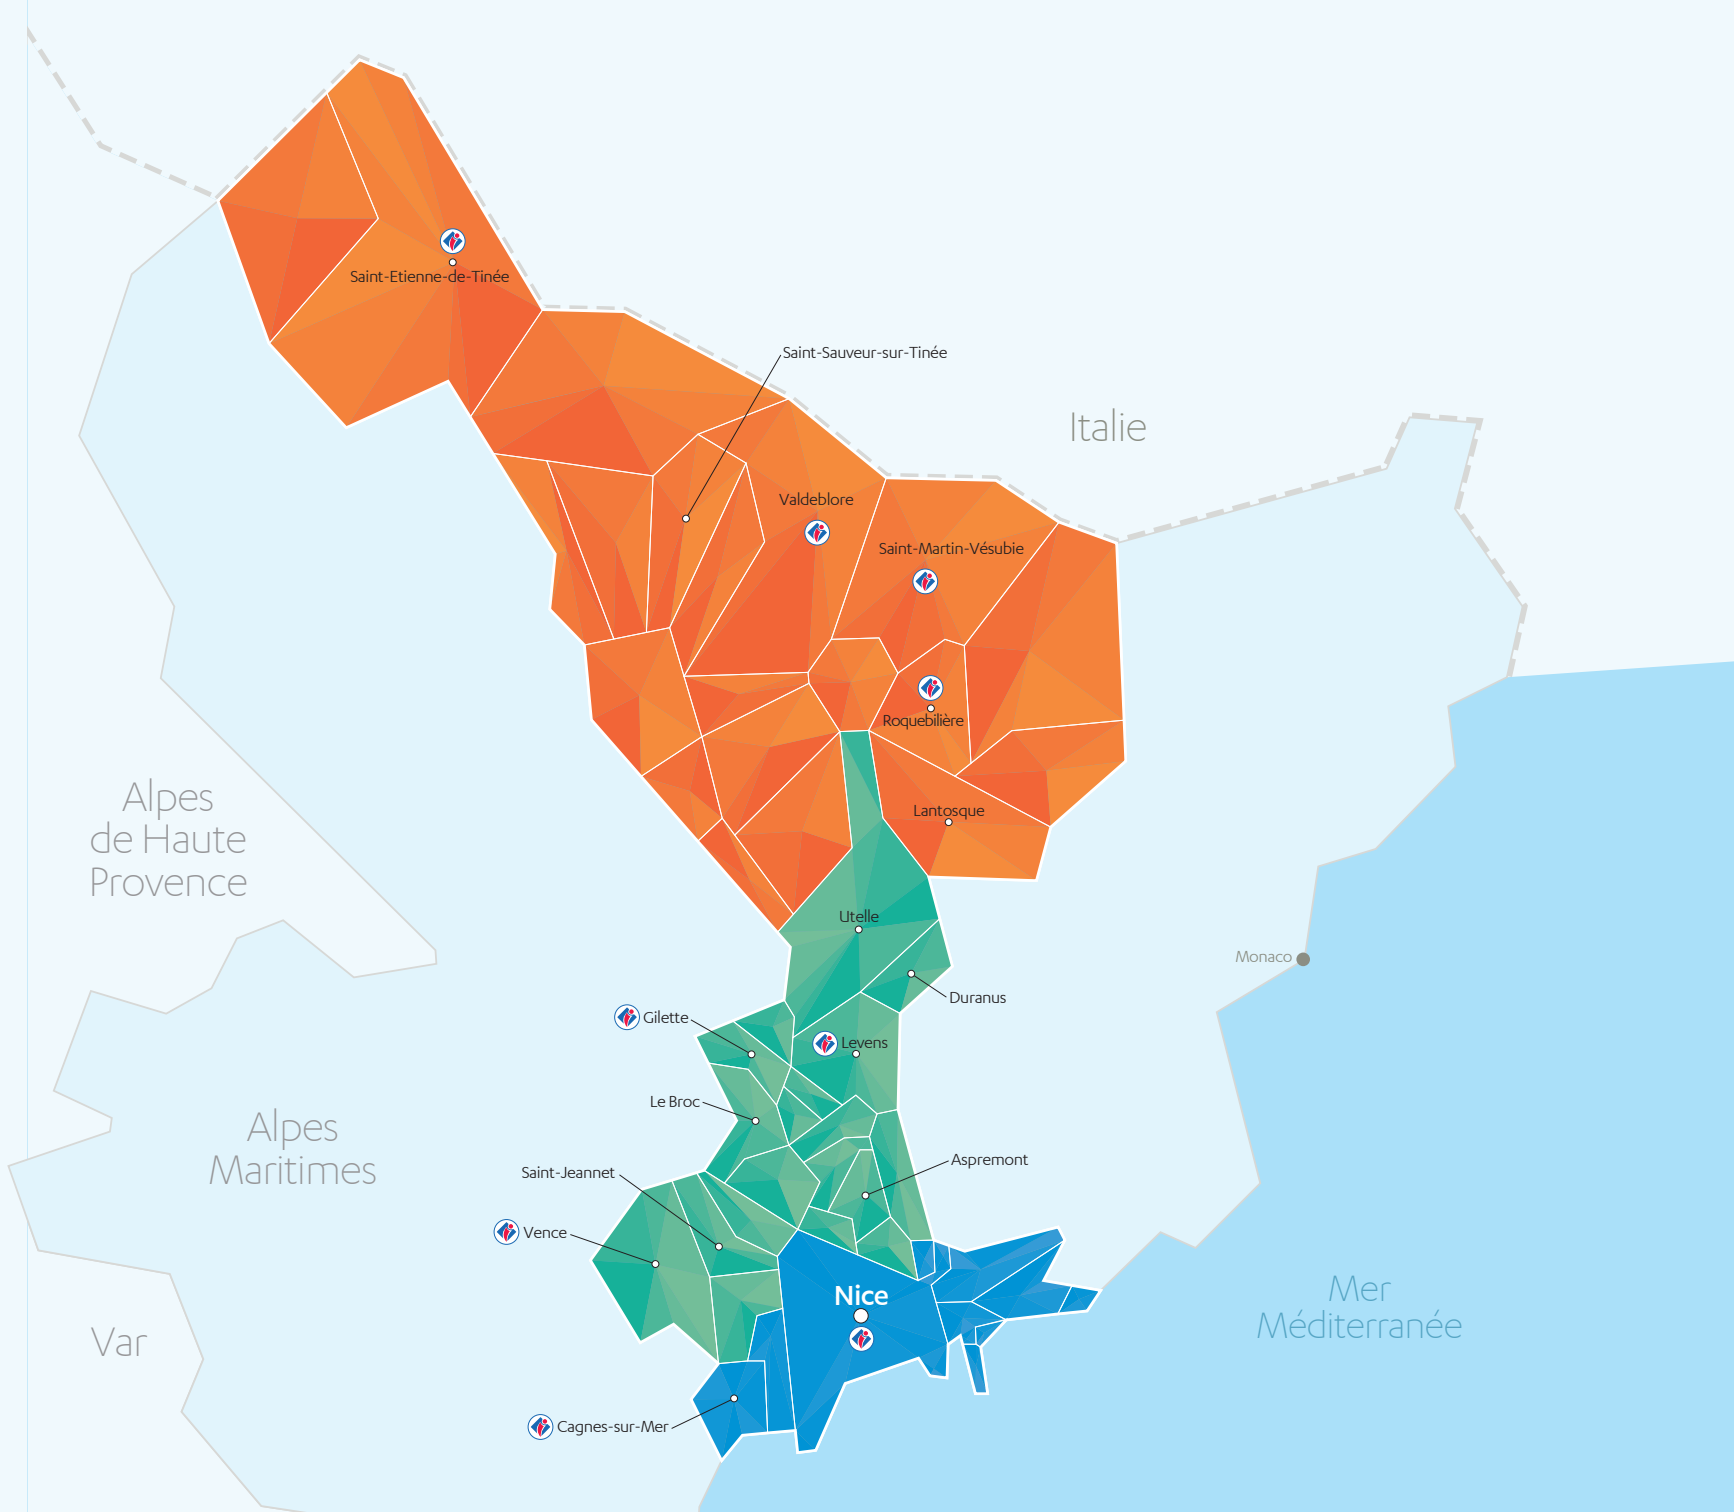 Saint-Etienne-de-Tinée
Saint-Sauveur-sur-Tinée
Italie
Valdeblore
Saint-Martin-Vésubie
Roquebilière
Alpes
de Haute
Provence
Lantosque
Utelle
Monaco
Duranus
Gilette
Levens
Le Broc
Alpes
Maritimes
Aspremont
Saint-Jeannet
Vence
Nice
Mer
Méditerranée
Var
Cagnes-sur-Mer